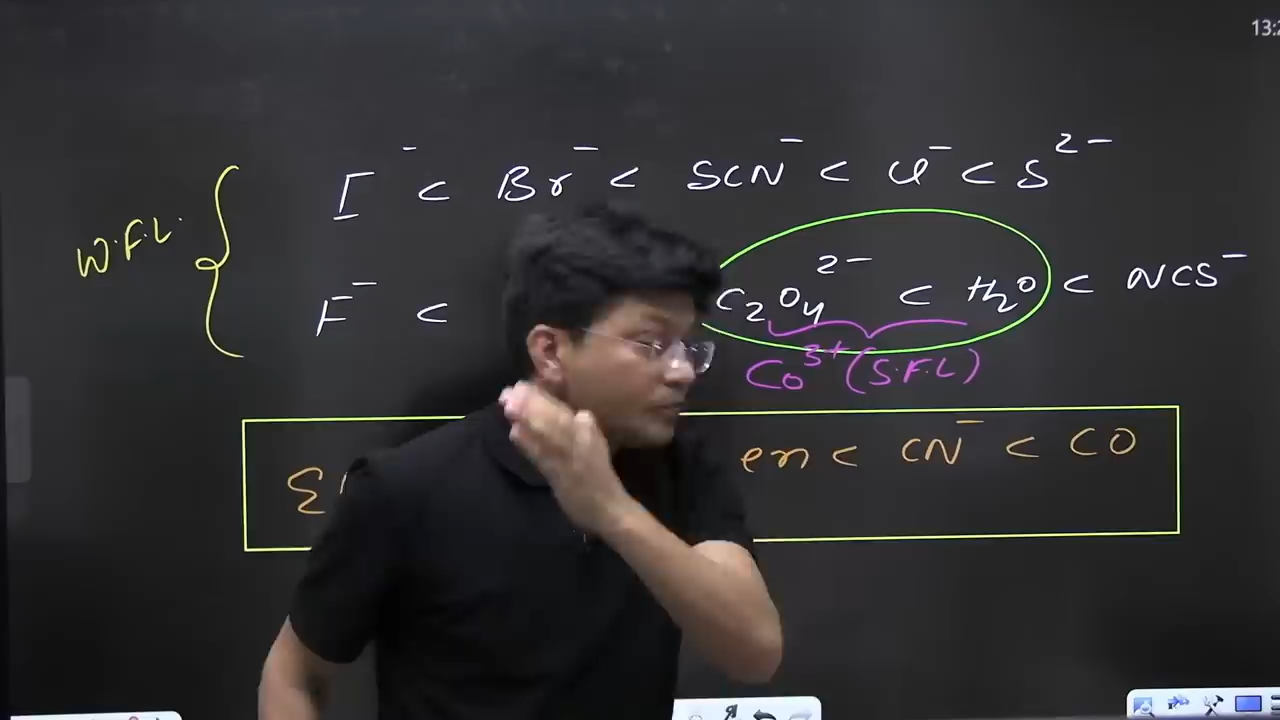 13:2
I⁻ < Br⁻ < SCN⁻ < Cl⁻ < S²⁻
W.F.L.
F⁻ < C₂O₄²⁻ < H₂O < NCS⁻
Co³⁺ (S.F.L)
en < CN⁻ < CO